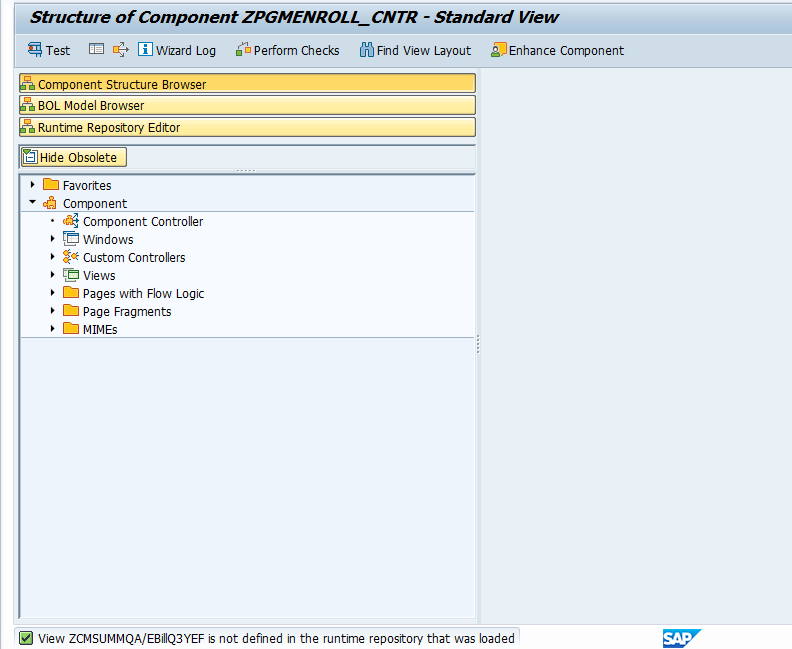 Structure of Component ZPGMENROLL_CNTR - Standard View
Test Wizard Log Perform Checks Find View Layout Enhance Component
Component Structure Browser
BOL Model Browser
Runtime Repository Editor
Hide Obsolete
Favorites
Component
Component Controller
Windows
Custom Controllers
Views
Pages with Flow Logic
Page Fragments
MIMEs
View ZCMSUMMQA/EBillQ3YEF is not defined in the runtime repository that was loaded
SAP